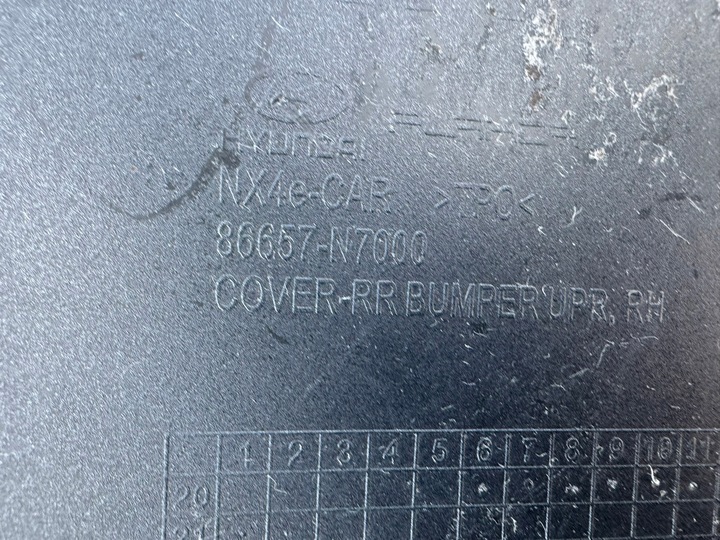 HYUNDAI
NX4e-CAR >TPO<
86657-N7000
COVER-RR BUMPER UPR, RH
1 2 3 4 5 6 7 8 9 10 11
20
21